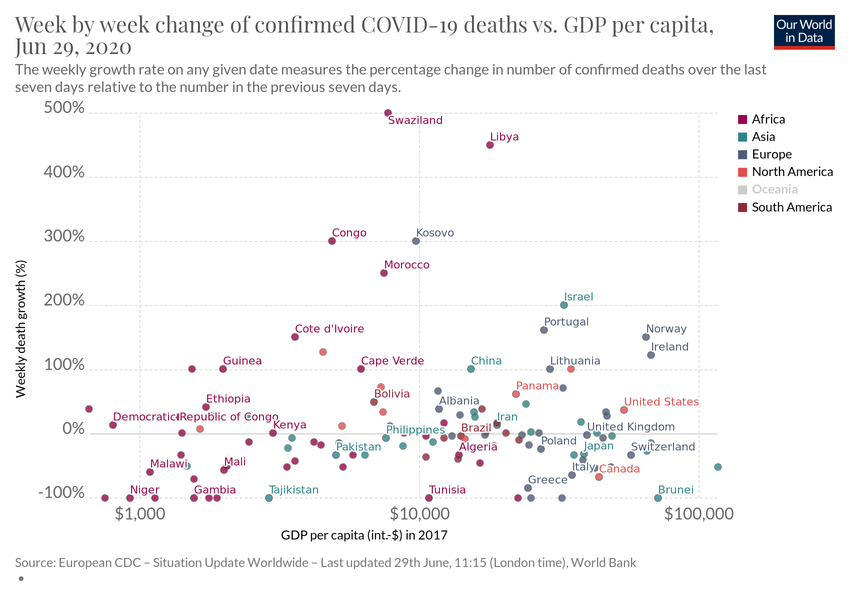 Week by week change of confirmed COVID-19 deaths vs. GDP per capita,
Jun 29, 2020
Our World
in Data
The weekly growth rate on any given date measures the percentage change in number of confirmed deaths over the last
seven days relative to the number in the previous seven days.
500%
Swaziland
Africa
Libya
Asia
Europe
400%
North America
Oceania
South America
300%
Congo
Kosovo
Morocco
Weekly death growth (%)
200%
Israel
Cote d'Ivoire
Portugal
Norway
Ireland
100%
Guinea
Cape Verde
China
Lithuania
Bolivia
Panama
Ethiopia
Albania
United States
Democratic Republic of Congo
Iran
0%
Kenya
Philippines
Brazil
United Kingdom
Pakistan
Algeria
Poland
Japan
Switzerland
Malawi
Mali
Italy
Canada
Greece
-100%
Niger
Gambia
Tajikistan
Tunisia
Brunei
$1,000
$10,000
$100,000
GDP per capita (int.-$) in 2017
Source: European CDC – Situation Update Worldwide – Last updated 29th June, 11:15 (London time), World Bank